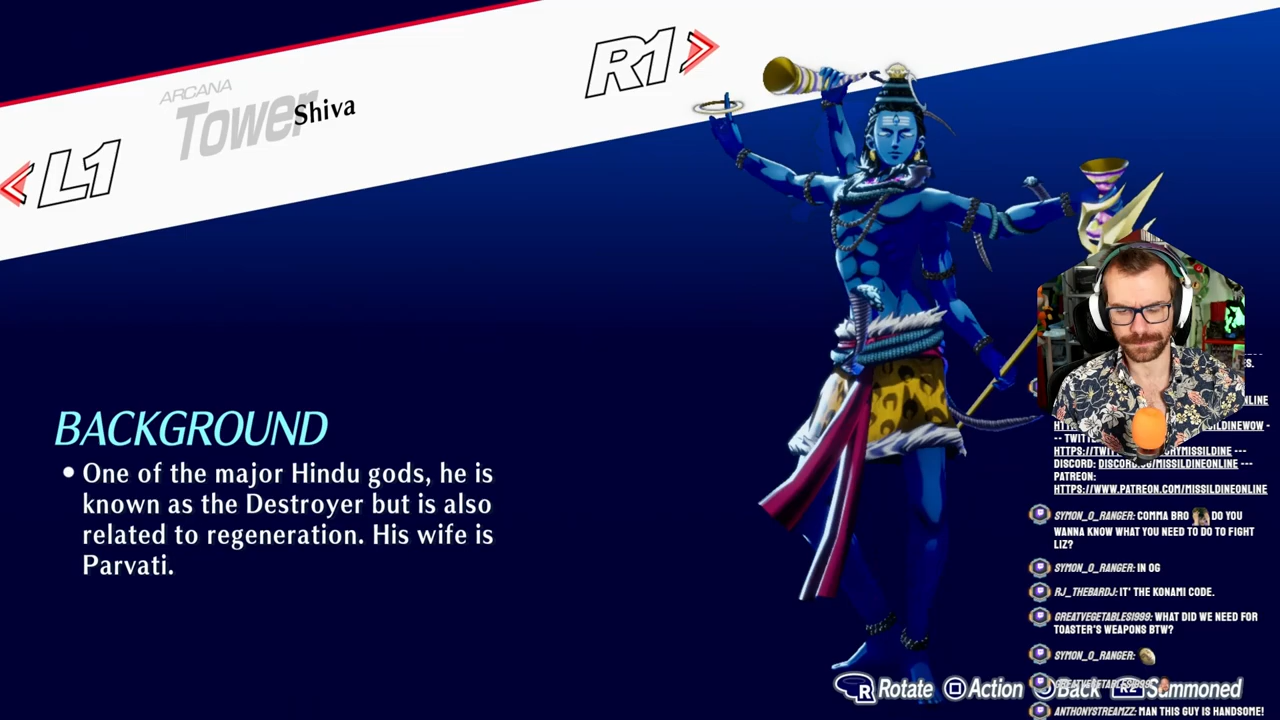 ARCANA
Tower
Shiva
L1
R1
BACKGROUND
• One of the major Hindu gods, he is
known as the Destroyer but is also
related to regeneration. His wife is
Parvati.
DISCORD:
PATREON:
HTTPS://WWW.PATREON.COM/MISSILDINEONLINE
SYMON_O_RANGER: COMMA BRO DO YOU
WANNA KNOW WHAT YOU NEED TO DO TO FIGHT
LIZ?
SYMON_O_RANGER: IN OG
RJ_THEBARDJ: IT' THE KONAMI CODE.
GREATVEGETABLES1999: WHAT DID WE NEED FOR
TOASTER'S WEAPONS BTW?
SYMON_O_RANGER:
R Rotate Action Back R2 Summoned
ANTHONYSTREAMZZ: MAN THIS GUY IS HANDSOME!